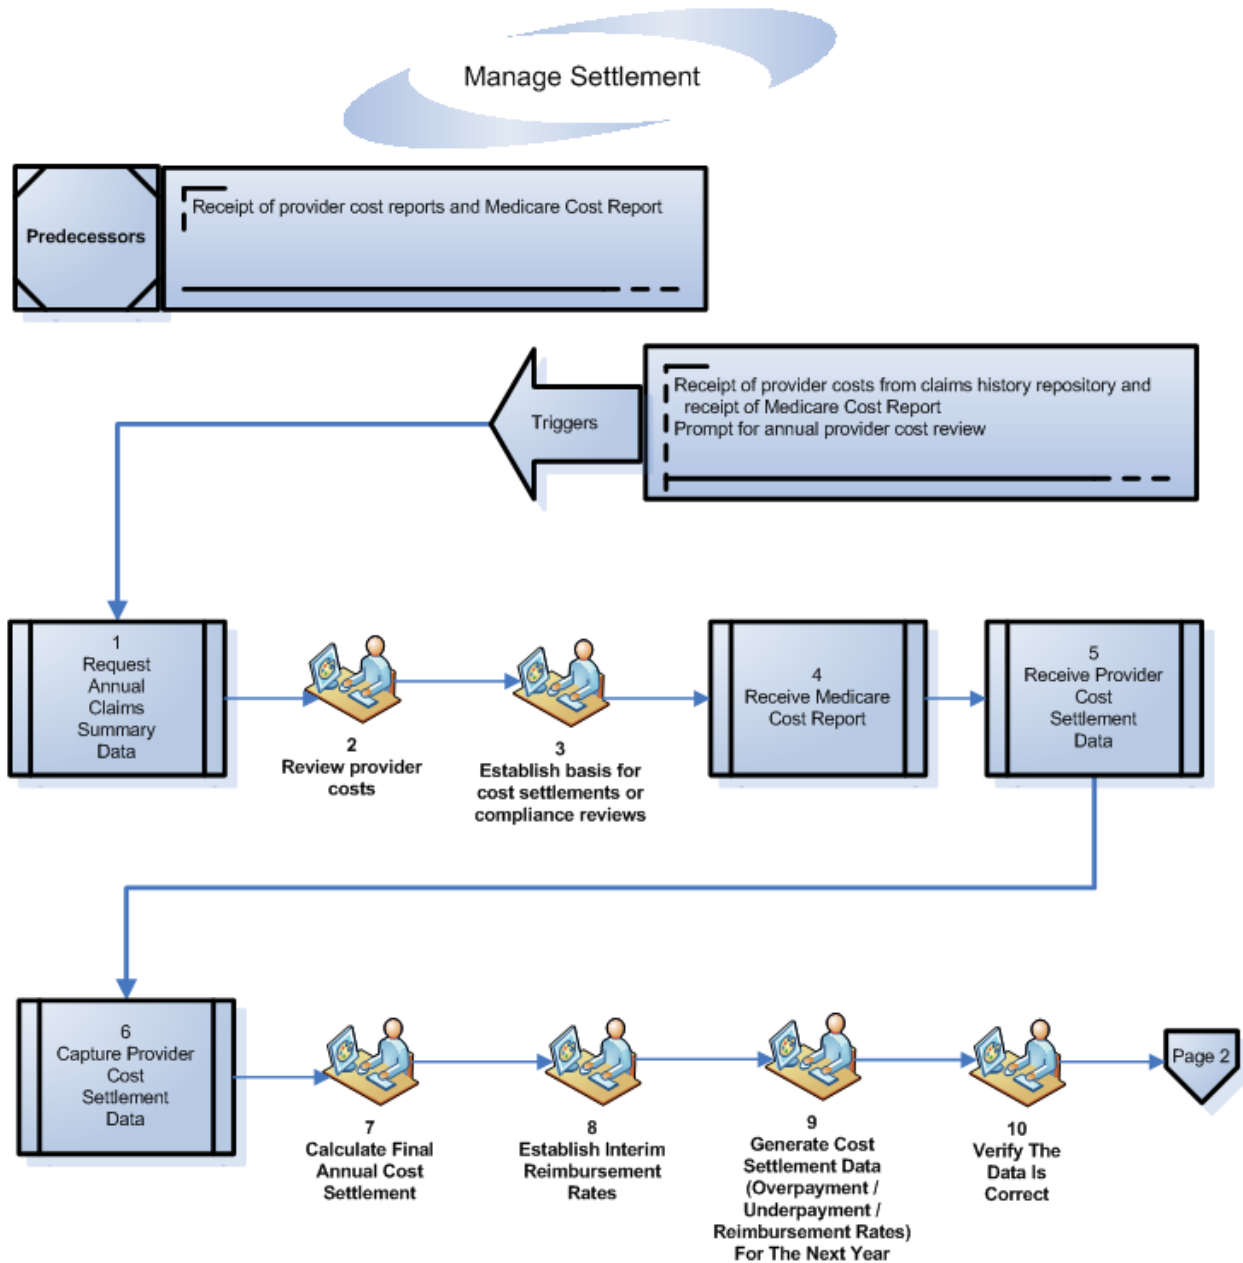 Manage Settlement
Predecessors
Receipt of provider cost reports and Medicare Cost Report
Triggers
Receipt of provider costs from claims history repository and
receipt of Medicare Cost Report
Prompt for annual provider cost review
1
Request
Annual
Claims
Summary
Data
2
Review provider
costs
3
Establish basis for
cost settlements or
compliance reviews
4
Receive Medicare
Cost Report
5
Receive Provider
Cost
Settlement
Data
6
Capture Provider
Cost
Settlement
Data
7
Calculate Final
Annual Cost
Settlement
8
Establish Interim
Reimbursement
Rates
9
Generate Cost
Settlement Data
(Overpayment /
Underpayment /
Reimbursement Rates)
For The Next Year
10
Verify The
Data Is
Correct
Page 2